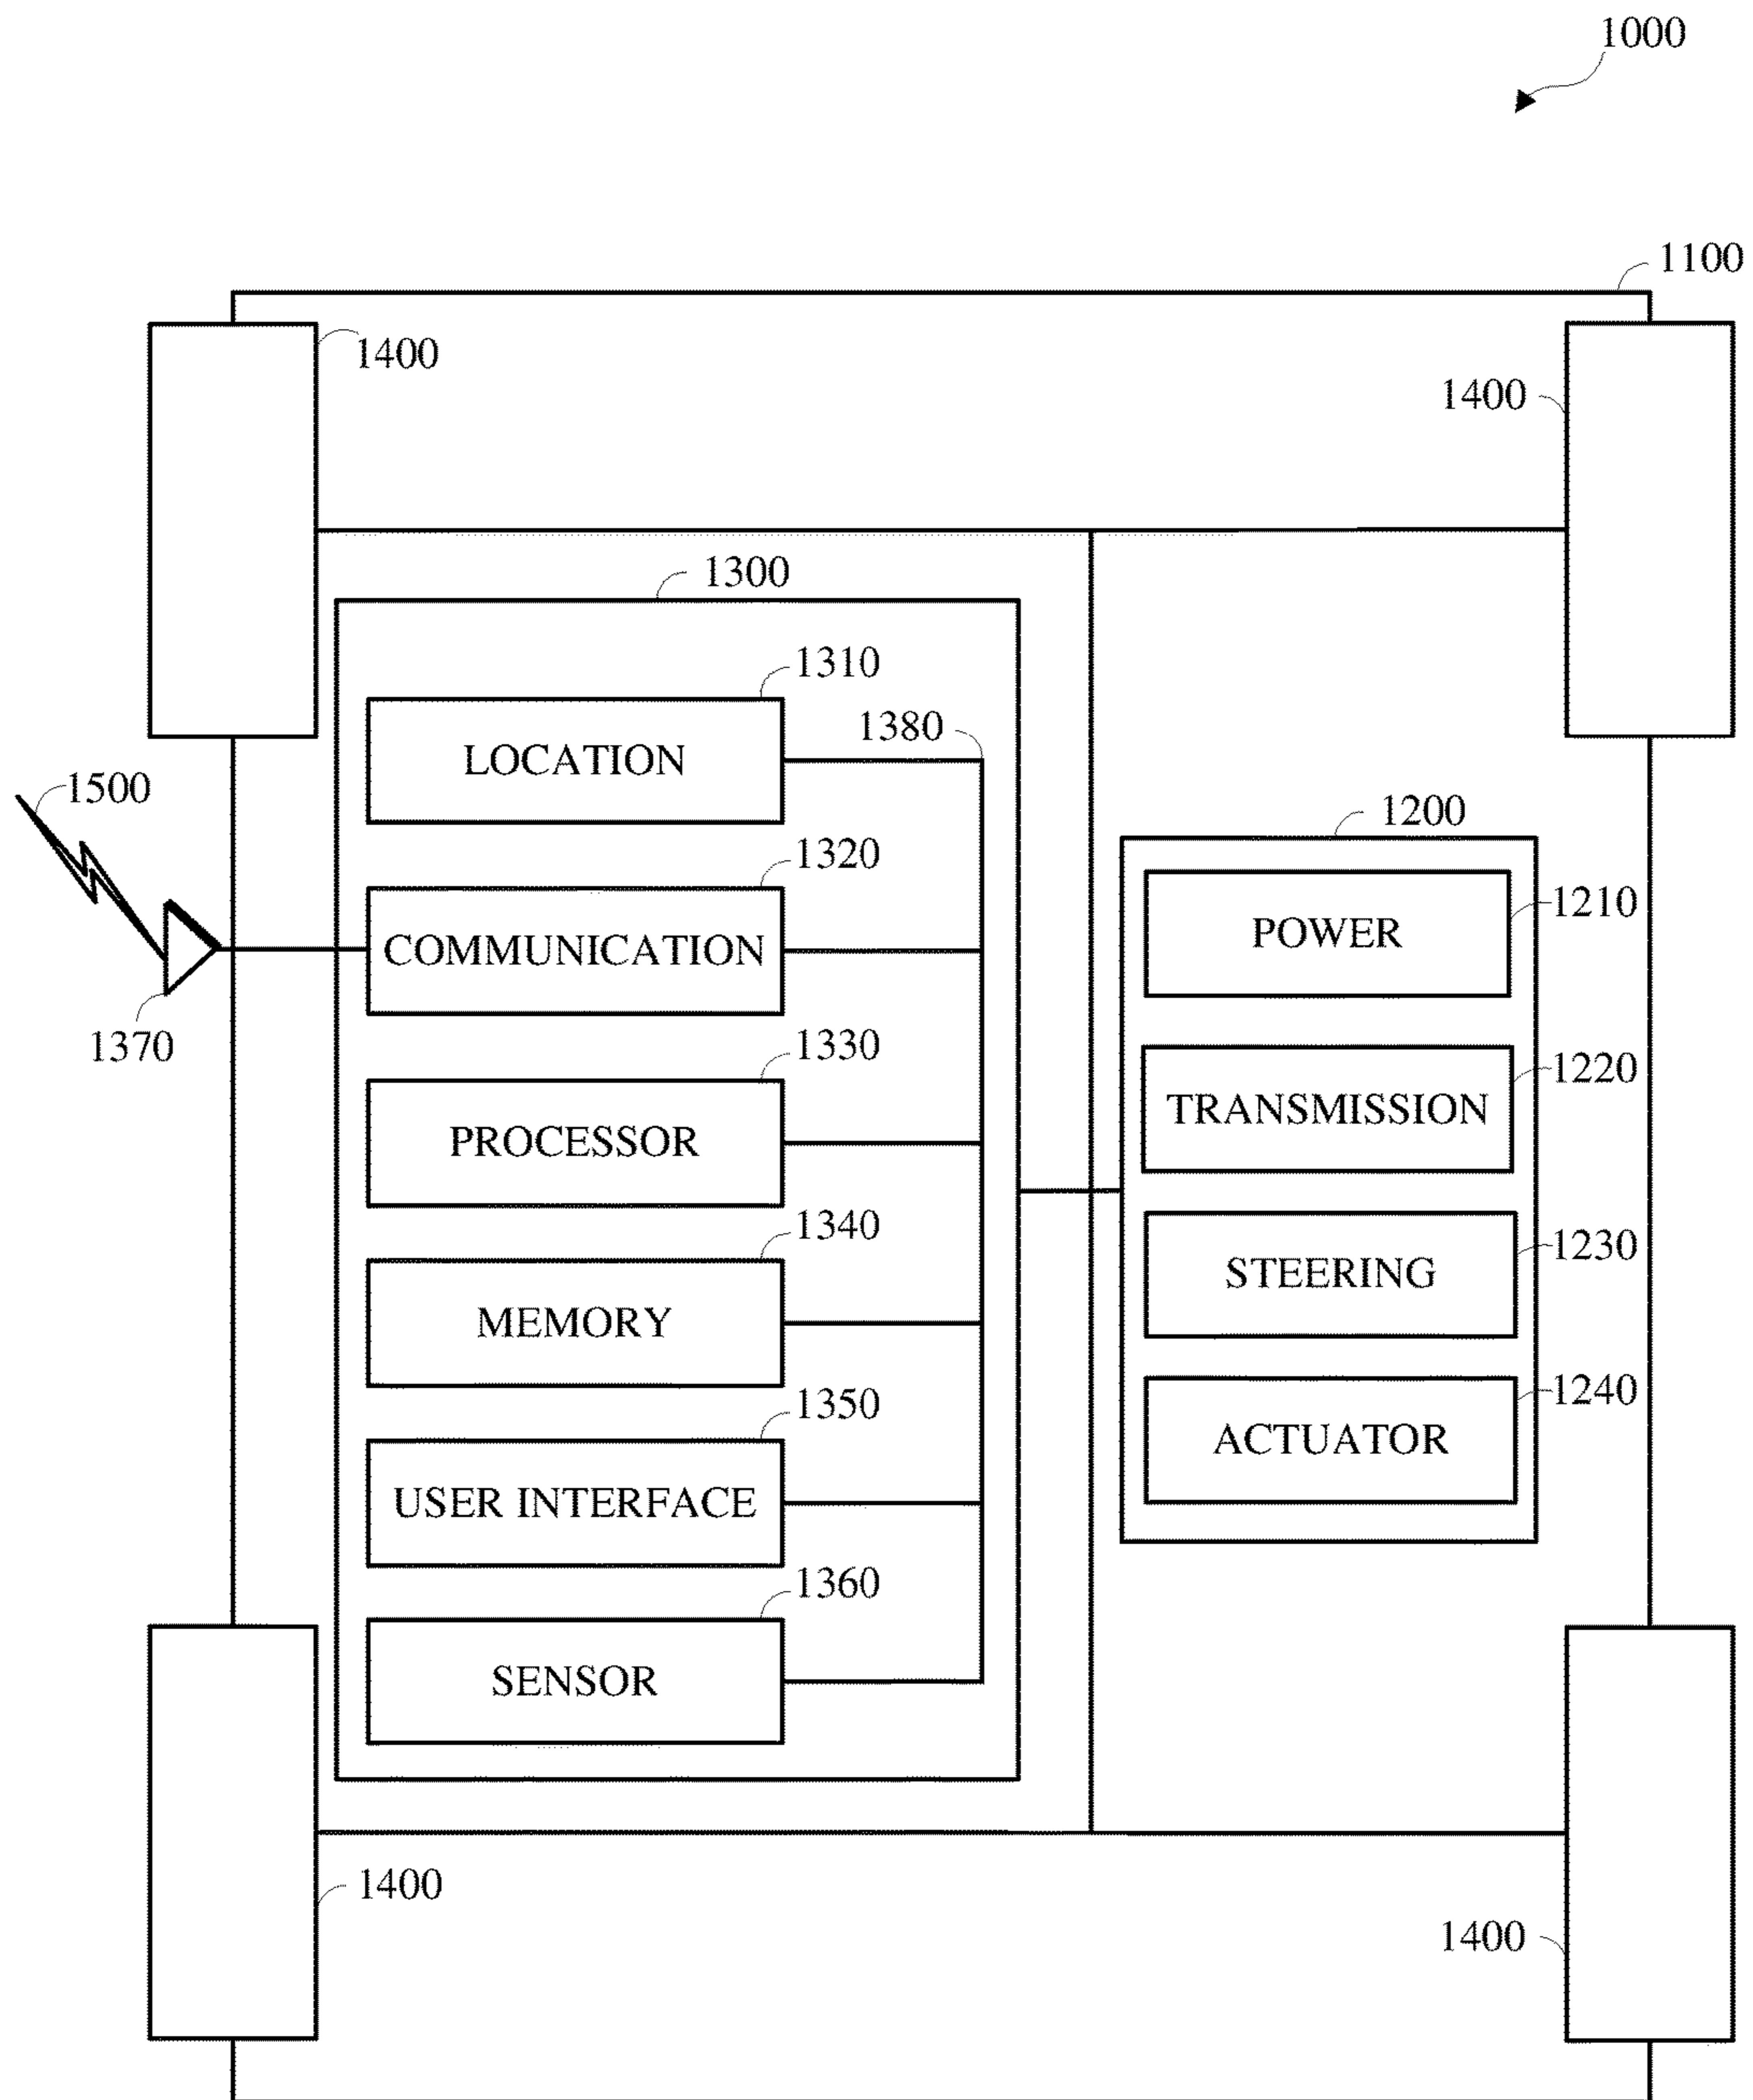 1000
1100
1400
1400
1300
1310
1380
LOCATION
1500
1200
1320
1210
POWER
COMMUNICATION
1370
1330
1220
TRANSMISSION
PROCESSOR
1340
1230
STEERING
MEMORY
1350
1240
ACTUATOR
USER INTERFACE
1360
SENSOR
1400
1400